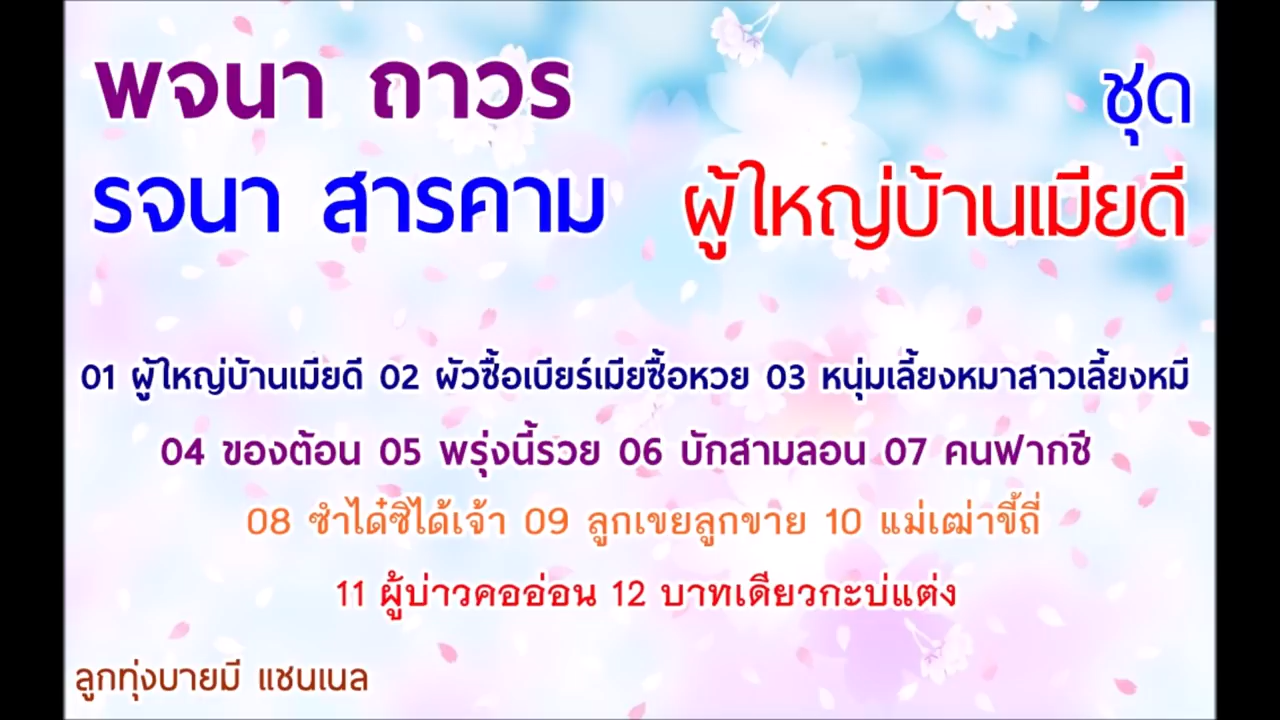 พจนา ถาวร
ชุด
รจนา สารคาม
ผู้ใหญ่บ้านเมียดี
01 ผู้ใหญ่บ้านเมียดี 02 ผัวซื้อเบียร์เมียซื้อหวย 03 หนุ่มเลี้ยงหมาสาวเลี้ยงหมี
04 ของต้อน 05 พรุ่งนี้รวย 06 บักสามลอน 07 คนฟากชี
08 ซำได๋ซิได้เจ้า 09 ลูกเขยลูกขาย 10 แม่เฒ่าขี้ถี่
11 ผู้บ่าวคออ่อน 12 บาทเดียวกะบ่แต่ง
ลูกทุ่งบายมี แชนเนล